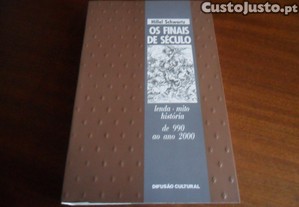 CustoJusto.pt
Hillel Schwartz
OS FINAIS
DE SÉCULO
lenda - mito
história
de 990
ao ano 2000
DIFUSÃO CULTURAL